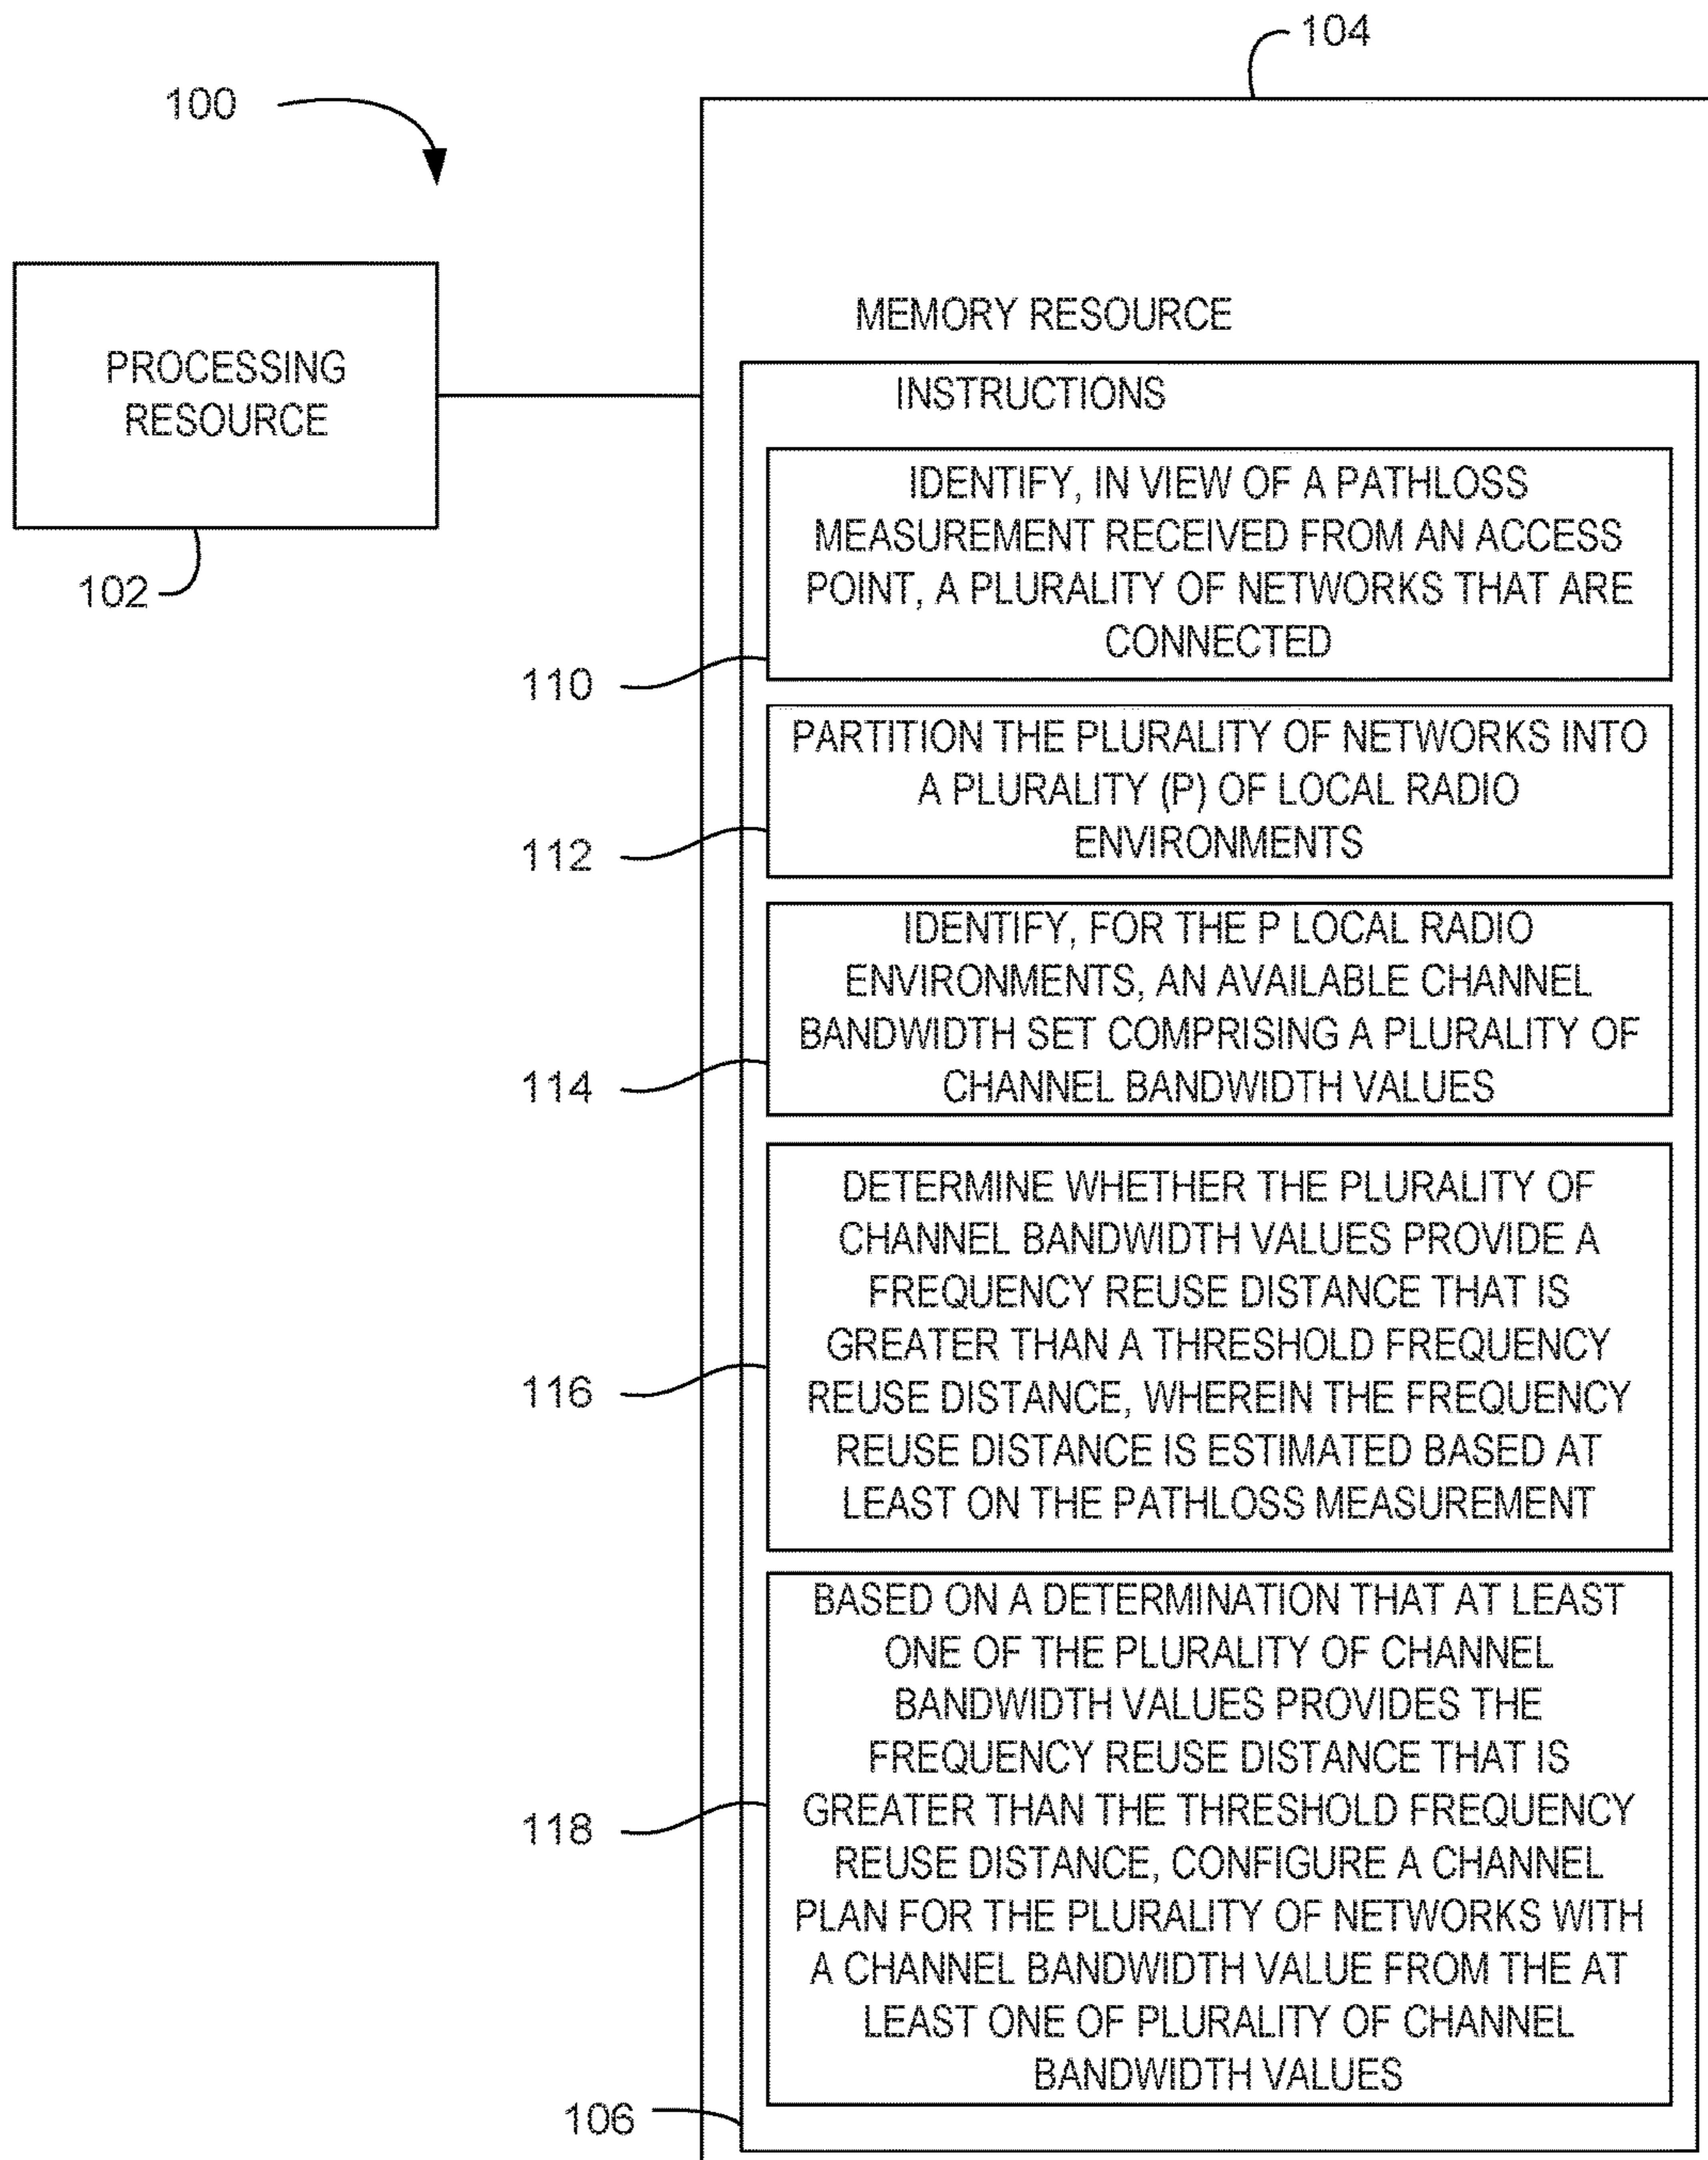 104
100
MEMORY RESOURCE
PROCESSING
RESOURCE
102
INSTRUCTIONS
IDENTIFY, IN VIEW OF A PATHLOSS
MEASUREMENT RECEIVED FROM AN ACCESS
POINT, A PLURALITY OF NETWORKS THAT ARE
CONNECTED
110
PARTITION THE PLURALITY OF NETWORKS INTO
A PLURALITY (P) OF LOCAL RADIO
ENVIRONMENTS
112
IDENTIFY, FOR THE P LOCAL RADIO
ENVIRONMENTS, AN AVAILABLE CHANNEL
BANDWIDTH SET COMPRISING A PLURALITY OF
CHANNEL BANDWIDTH VALUES
114
DETERMINE WHETHER THE PLURALITY OF
CHANNEL BANDWIDTH VALUES PROVIDE A
FREQUENCY REUSE DISTANCE THAT IS
GREATER THAN A THRESHOLD FREQUENCY
REUSE DISTANCE, WHEREIN THE FREQUENCY
REUSE DISTANCE IS ESTIMATED BASED AT
LEAST ON THE PATHLOSS MEASUREMENT
116
BASED ON A DETERMINATION THAT AT LEAST
ONE OF THE PLURALITY OF CHANNEL
BANDWIDTH VALUES PROVIDES THE
FREQUENCY REUSE DISTANCE THAT IS
GREATER THAN THE THRESHOLD FREQUENCY
REUSE DISTANCE, CONFIGURE A CHANNEL
PLAN FOR THE PLURALITY OF NETWORKS WITH
A CHANNEL BANDWIDTH VALUE FROM THE AT
LEAST ONE OF PLURALITY OF CHANNEL
BANDWIDTH VALUES
118
106